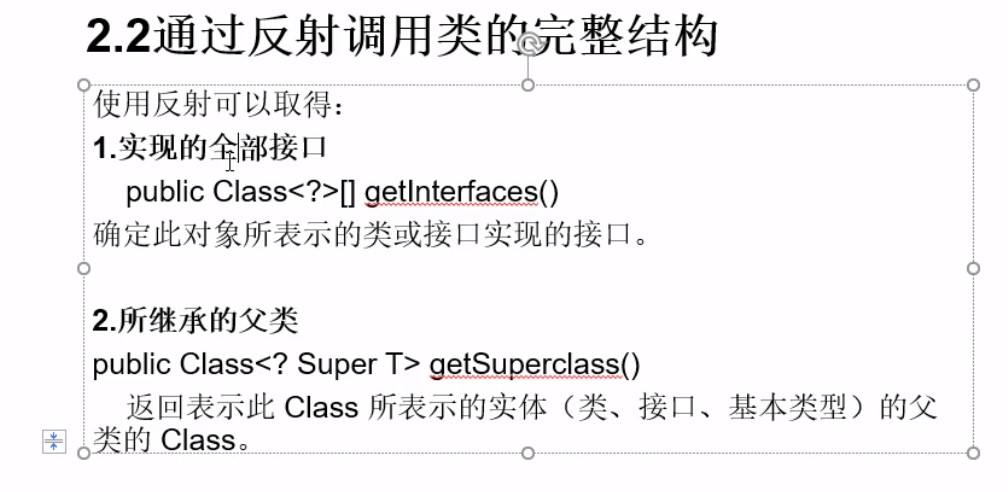 2.2通过反射调用类的完整结构
使用反射可以取得：
1.实现的全部接口
public Class<?>[] getInterfaces()
确定此对象所表示的类或接口实现的接口。
2.所继承的父类
public Class<? Super T> getSuperclass()
返回表示此 Class 所表示的实体（类、接口、基本类型）的父
类的 Class。